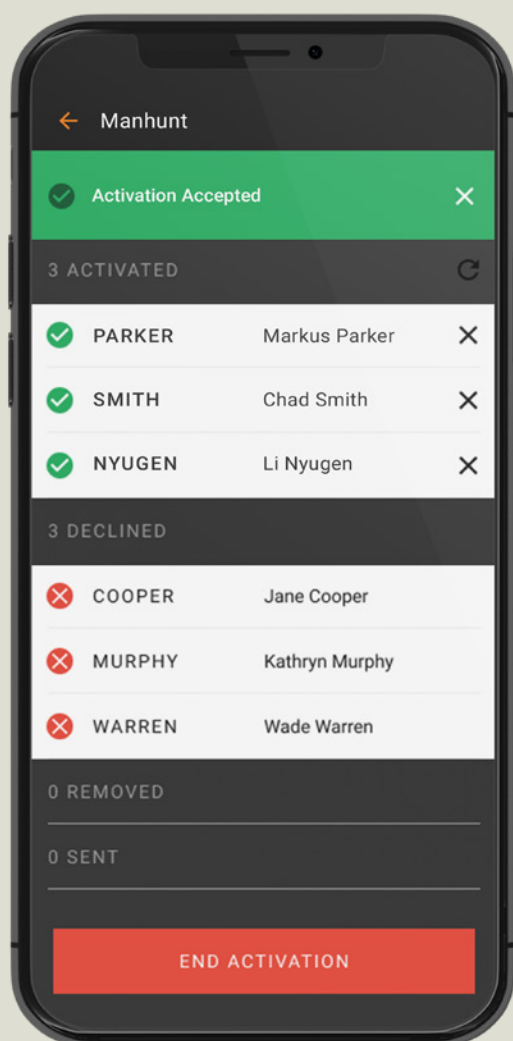 Manhunt
Activation Accepted
3 ACTIVATED
PARKER Markus Parker
SMITH Chad Smith
NYUGEN Li Nyugen
3 DECLINED
COOPER Jane Cooper
MURPHY Kathryn Murphy
WARREN Wade Warren
0 REMOVED
0 SENT
END ACTIVATION